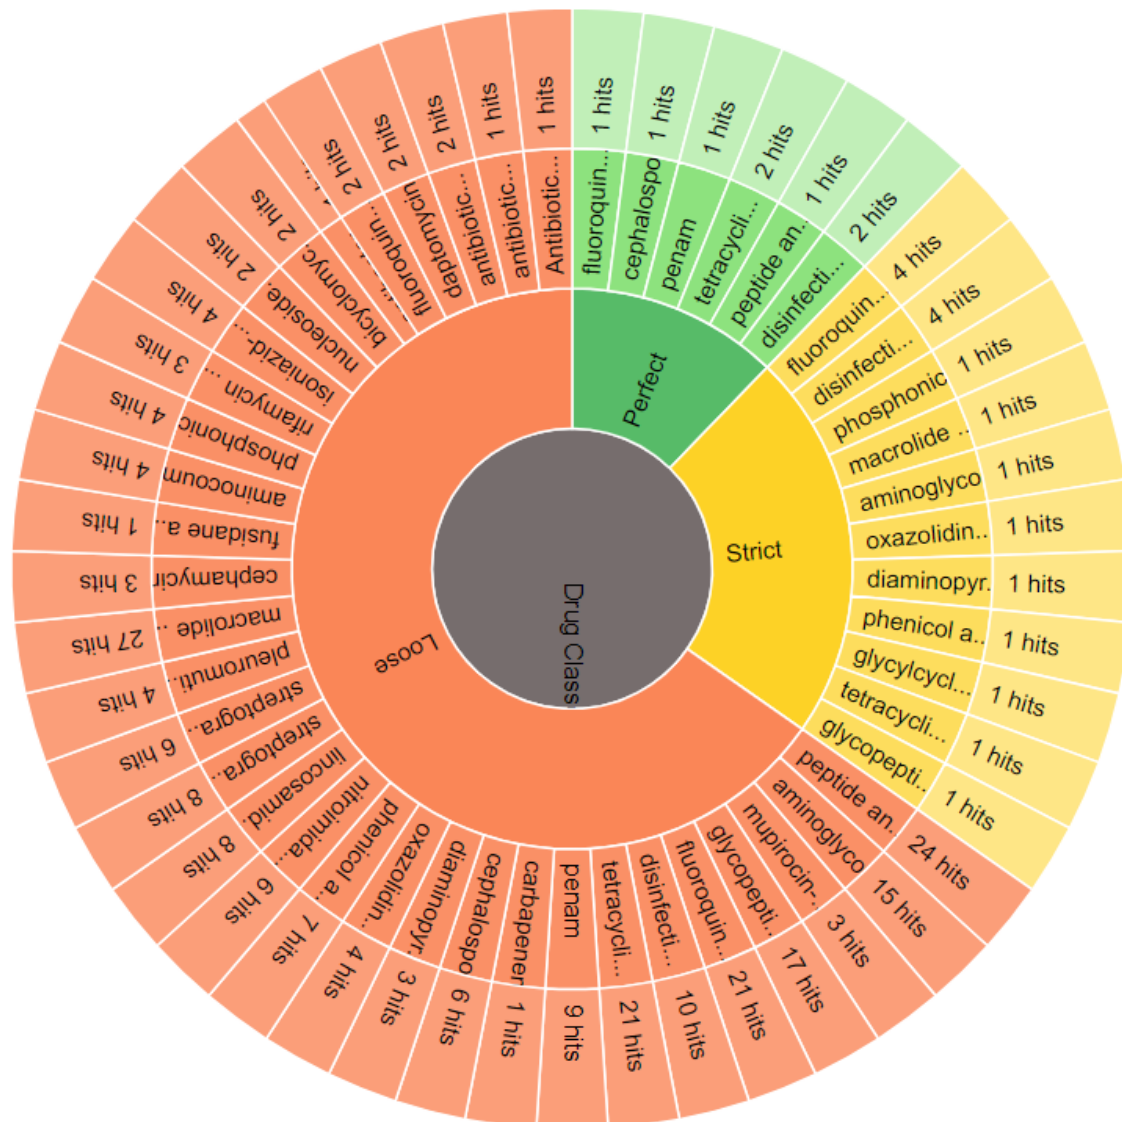 Drug Class
Perfect
fluoroquin...
1 hits
cephalospo
1 hits
penam
1 hits
tetracycli...
2 hits
peptide an..
1 hits
disinfecti...
2 hits
Strict
fluoroquin...
4 hits
disinfecti...
4 hits
phosphonic
1 hits
macrolide ..
1 hits
aminoglyco
1 hits
oxazolidin..
1 hits
diaminopyr.
1 hits
phenicol a..
1 hits
glycylcycl...
1 hits
tetracycli...
1 hits
glycopepti..
1 hits
Loose
peptide an.
24 hits
aminoglyco
15 hits
mupirocin-..
3 hits
glycopepti..
17 hits
fluoroquin...
21 hits
disinfecti...
10 hits
tetracycli...
21 hits
penam
9 hits
carbapener
1 hits
cephalospo
6 hits
diaminopyr.
3 hits
oxazolidin..
4 hits
phenicol a..
7 hits
nitroimida...
6 hits
lincosamid.
8 hits
streptogra..
8 hits
streptogra..
6 hits
pleuromuti..
4 hits
macrolide ..
27 hits
cephamycir
3 hits
fusidane a..
1 hits
aminocoum
4 hits
phosphonic
4 hits
rifamycin ...
3 hits
isoniazid-...
4 hits
nucleoside.
2 hits
bicyclomyc.
2 hits
fluoroquin...
2 hits
daptomycin
2 hits
antibiotic...
2 hits
antibiotic...
1 hits
Antibiotic...
1 hits